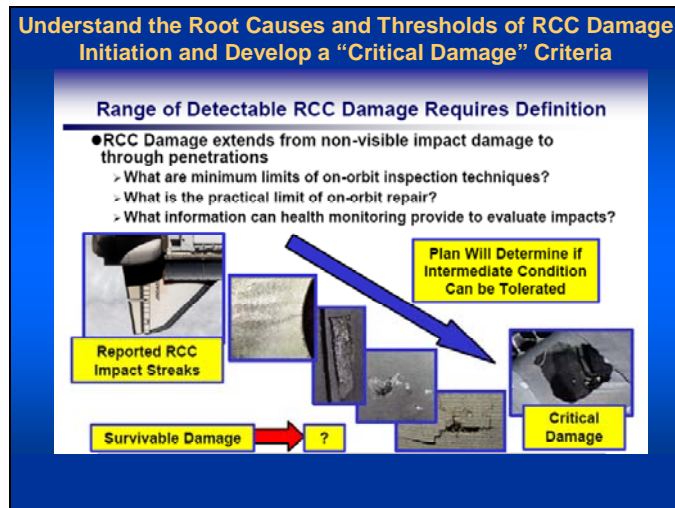 Understand the Root Causes and Thresholds of RCC Damage
Initiation and Develop a “Critical Damage” Criteria
Range of Detectable RCC Damage Requires Definition
●RCC Damage extends from non-visible impact damage to
through penetrations
➢What are minimum limits of on-orbit inspection techniques?
➢What is the practical limit of on-orbit repair?
➢What information can health monitoring provide to evaluate impacts?
Plan Will Determine if
Intermediate Condition
Can be Tolerated
Reported RCC
Impact Streaks
Critical
Damage
Survivable Damage
?